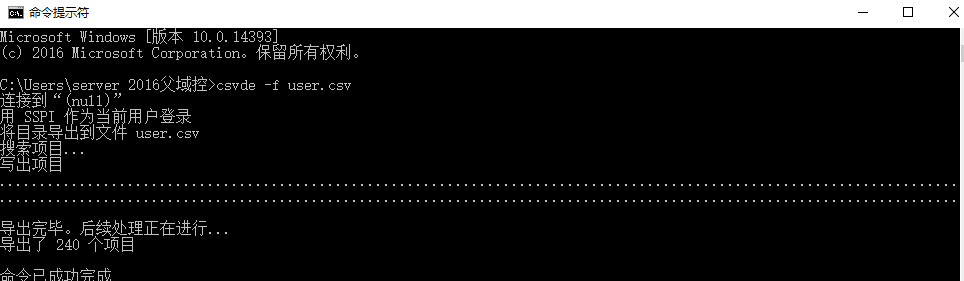 命令提示符
Microsoft Windows [版本 10.0.14393]
(c) 2016 Microsoft Corporation。保留所有权利。
C:\Users\server 2016父域控>csvde -f user.csv
连接到“(null)”
用 SSPI 作为当前用户登录
将目录导出到文件 user.csv
搜索项目...
写出项目
........................................................................................................................
........................................................................................................................
导出完毕。后续处理正在进行...
导出了 240 个项目
命令已成功完成